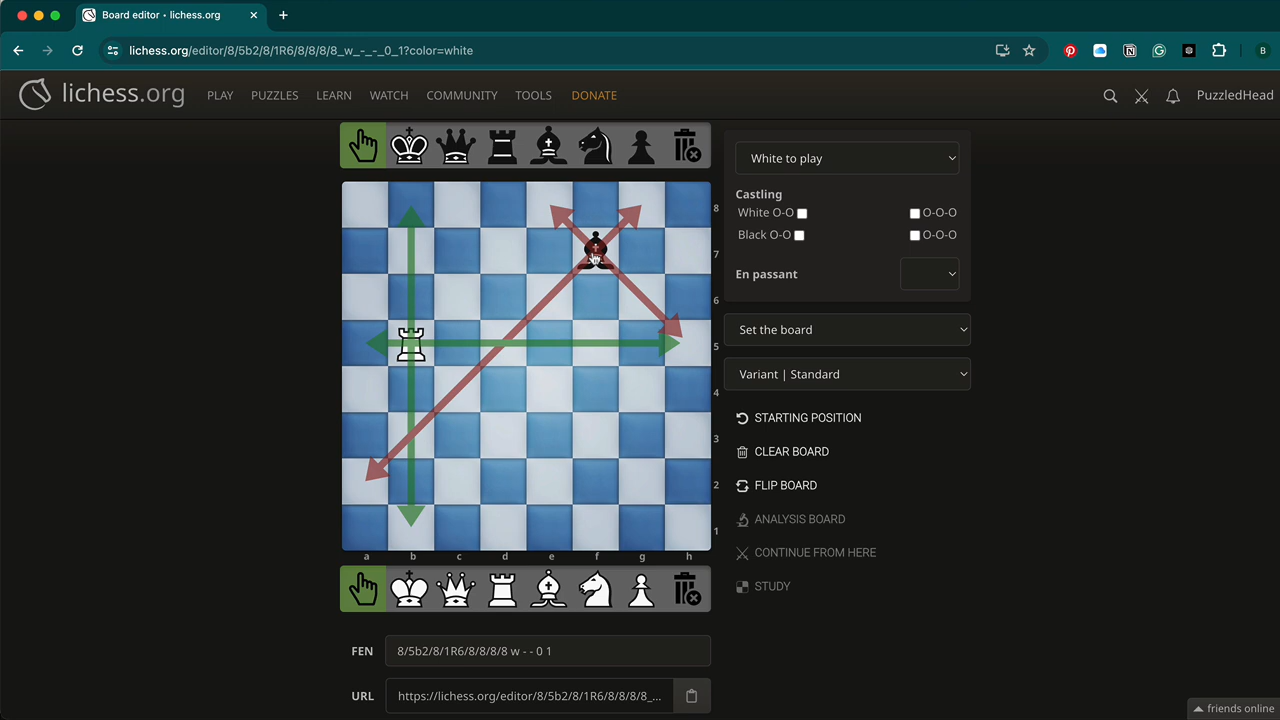 Board editor • lichess.org
lichess.org/editor/8/5b2/8/1R6/8/8/8/8_w_-_-_0_1?color=white
B
lichess.org
PLAY
PUZZLES
LEARN
WATCH
COMMUNITY
TOOLS
DONATE
PuzzledHead
White to play
Castling
White O-O
O-O-O
Black O-O
O-O-O
En passant
Set the board
Variant | Standard
STARTING POSITION
CLEAR BOARD
FLIP BOARD
ANALYSIS BOARD
CONTINUE FROM HERE
STUDY
8
7
6
5
4
3
2
1
a b c d e f g h
FEN
8/5b2/8/1R6/8/8/8/8 w - - 0 1
URL
https://lichess.org/editor/8/5b2/8/1R6/8/8/8/8_...
friends online